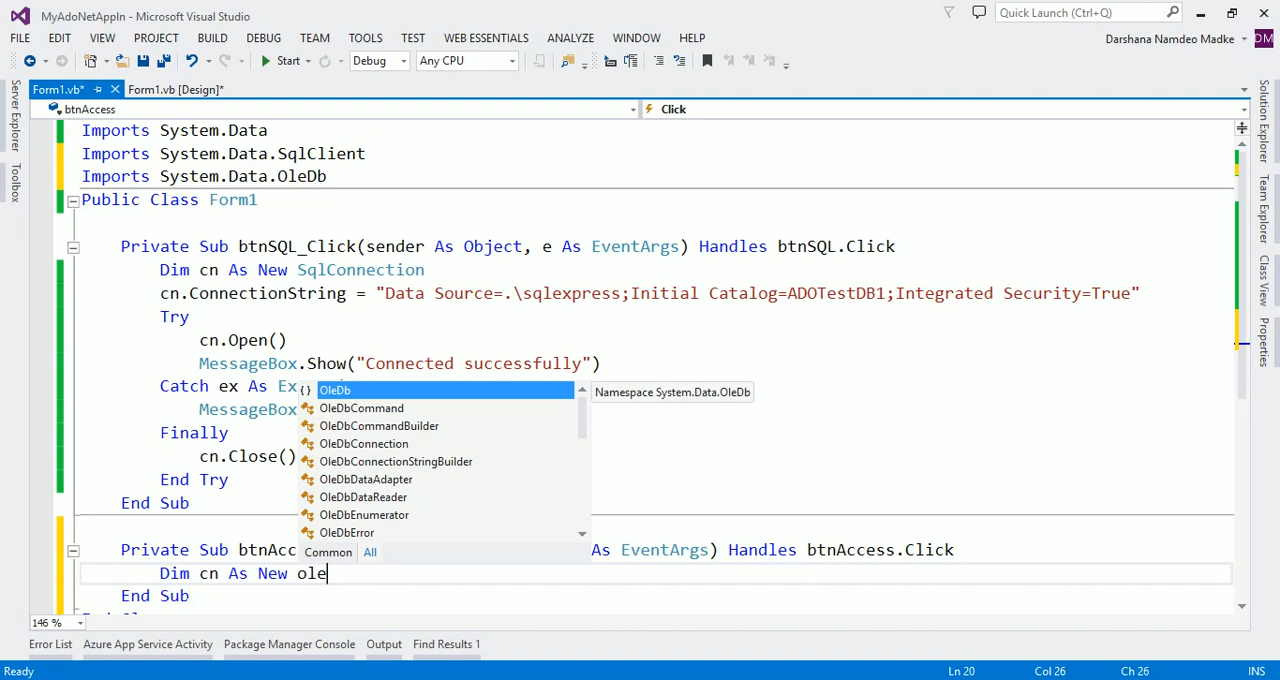 MyAdoNetAppIn - Microsoft Visual Studio
Quick Launch (Ctrl+Q)
FILE EDIT VIEW PROJECT BUILD DEBUG TEAM TOOLS TEST WEB ESSENTIALS ANALYZE WINDOW HELP
Darshana Namdeo Madke DM
Start Debug Any CPU
Form1.vb* Form1.vb [Design]*
btnAccess Click
Server Explorer
Toolbox
Solution Explorer
Team Explorer
Class View
Properties
Imports System.Data
Imports System.Data.SqlClient
Imports System.Data.OleDb
Public Class Form1
Private Sub btnSQL_Click(sender As Object, e As EventArgs) Handles btnSQL.Click
Dim cn As New SqlConnection
cn.ConnectionString = "Data Source=.\sqlexpress;Initial Catalog=ADOTestDB1;Integrated Security=True"
Try
cn.Open()
MessageBox.Show("Connected successfully")
Catch ex As Ex
MessageBox
Finally
cn.Close()
End Try
End Sub
{} OleDb
OleDbCommand
OleDbCommandBuilder
OleDbConnection
OleDbConnectionStringBuilder
OleDbDataAdapter
OleDbDataReader
OleDbEnumerator
OleDbError
Common All
Namespace System.Data.OleDb
Private Sub btnAcc As EventArgs) Handles btnAccess.Click
Dim cn As New ole
End Sub
146 %
Error List Azure App Service Activity Package Manager Console Output Find Results 1
Ready Ln 20 Col 26 Ch 26 INS